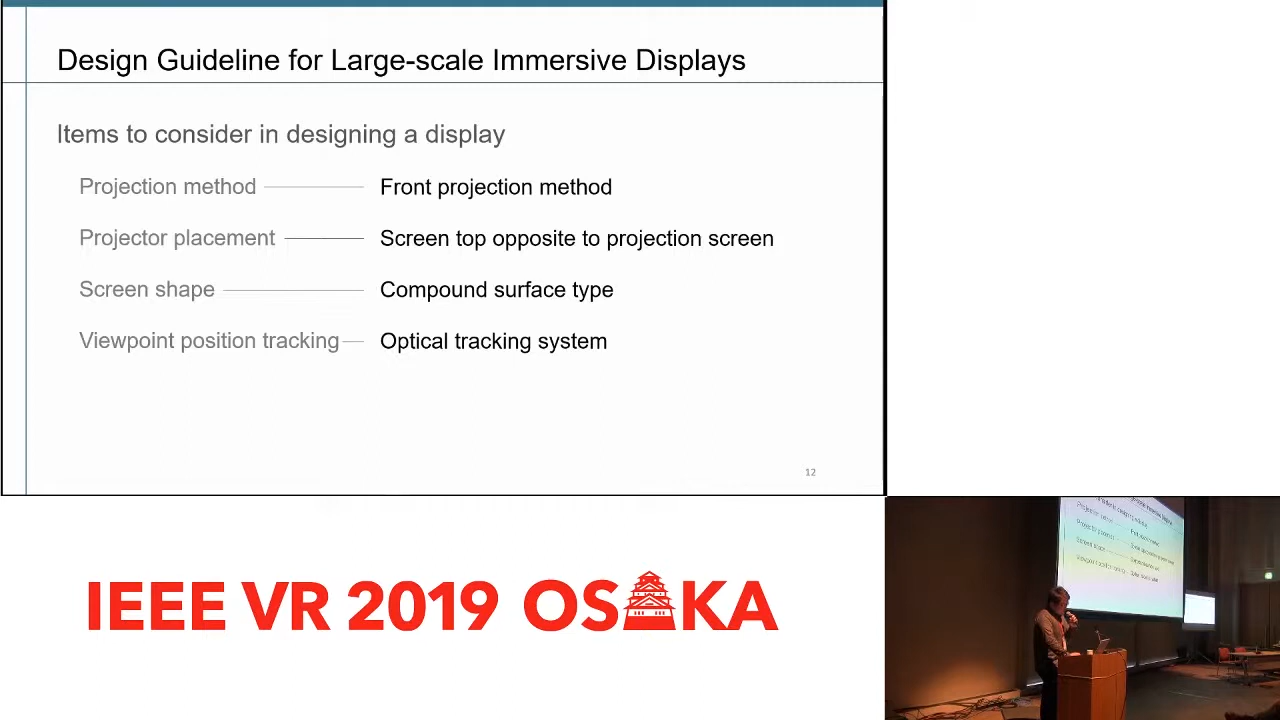 Design Guideline for Large-scale Immersive Displays
Items to consider in designing a display
Projection method Front projection method
Projector placement Screen top opposite to projection screen
Screen shape Compound surface type
Viewpoint position tracking Optical tracking system
12
IEEE VR 2019 OSAKA